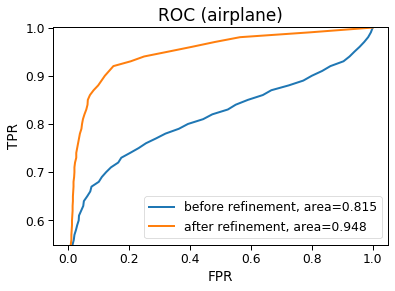 ROC (airplane)
1.0
0.9
0.8
0.7
0.6
TPR
before refinement, area=0.815
after refinement, area=0.948
0.0 0.2 0.4 0.6 0.8 1.0
FPR